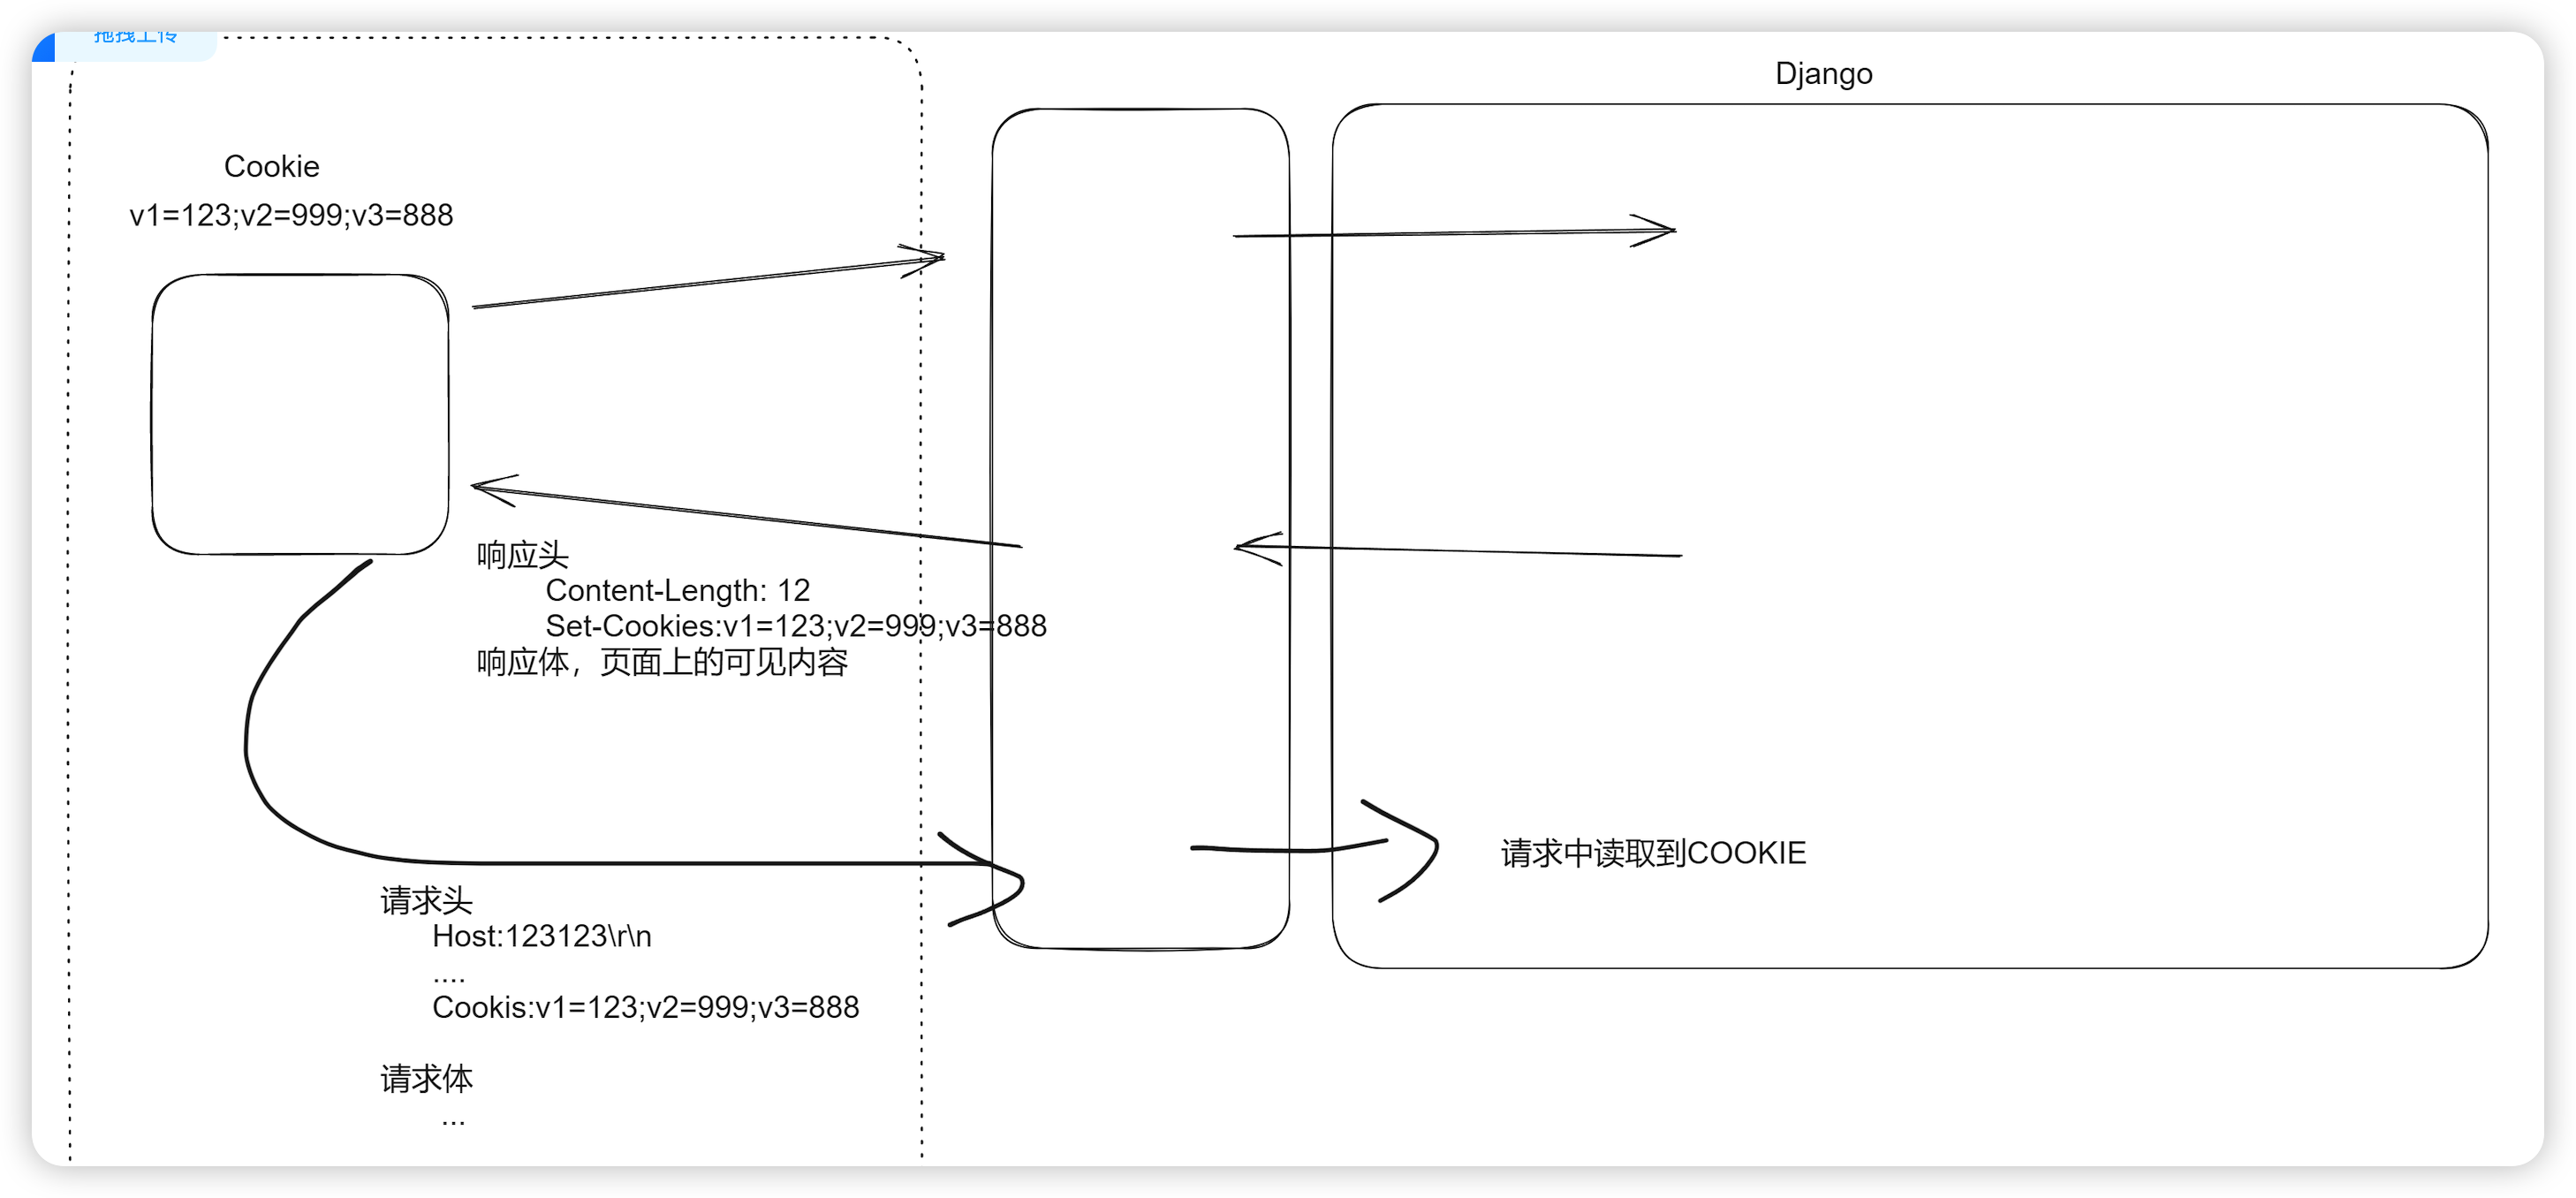 拖拽上传
Django
Cookie
v1=123;v2=999;v3=888
响应头
Content-Length: 12
Set-Cookies:v1=123;v2=999;v3=888
响应体，页面上的可见内容
请求中读取到COOKIE
请求头
Host:123123\r\n
....
Cookis:v1=123;v2=999;v3=888
请求体
...